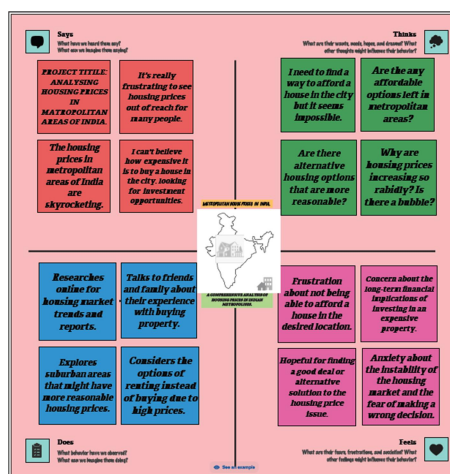 Says
What have we heard them say?
What can we imagine them saying?
PROJECT TITILE:
ANALYSING
HOUSING PRICES
IN
MATROPOLITAN
AREAS OF INDIA.
It's really
frustrating to see
housing prices
out of reach for
many people.
The housing
prices in
metropolitan
areas of India
are
skyrocketing.
I can't believe
how expensive it
is to buy a house in
the city. looking
for investment
opportunities.
Thinks
What are their wants, needs, hopes, and dreams? What
other thoughts might influence their behavior?
I need to find a
way to afford a
house in the city
but it seems
impossible.
Are the any
affordable
options left in
metropolitan
areas?
Are there
alternative
housing options
that are more
reasonable?
Why are
housing prices
increasing so
rabidly? Is
there a bubble?
METROPOLITAN HOUSE PRICES IN INDIA.
A COMPREHENSIVE ANALYSIS OF
HOUSING PRICES OF INDIAN
METROPOLISES.
Researches
online for
housing market
trends and
reports.
Talks to friends
and family about
their experience
with buying
property.
Explores
suburban areas
that might have
more reasonable
housing prices.
Considers the
options of
renting instead
of buying due to
high prices.
Does
What behavior have we observed?
What can we imagine them doing?
Frustration
about not being
able to afford a
house in the
desired location.
Concern about the
long-term financial
implications of
investing in an
expensive
property.
Hopeful for finding
a good deal or
alternative
solution to the
housing price
issue.
Anxiety about
the instability of
the housing
market and the
fear of making a
wrong decision.
Feels
What are their fears, frustrations, and anxieties? What
other feelings might influence their behavior?
See an example